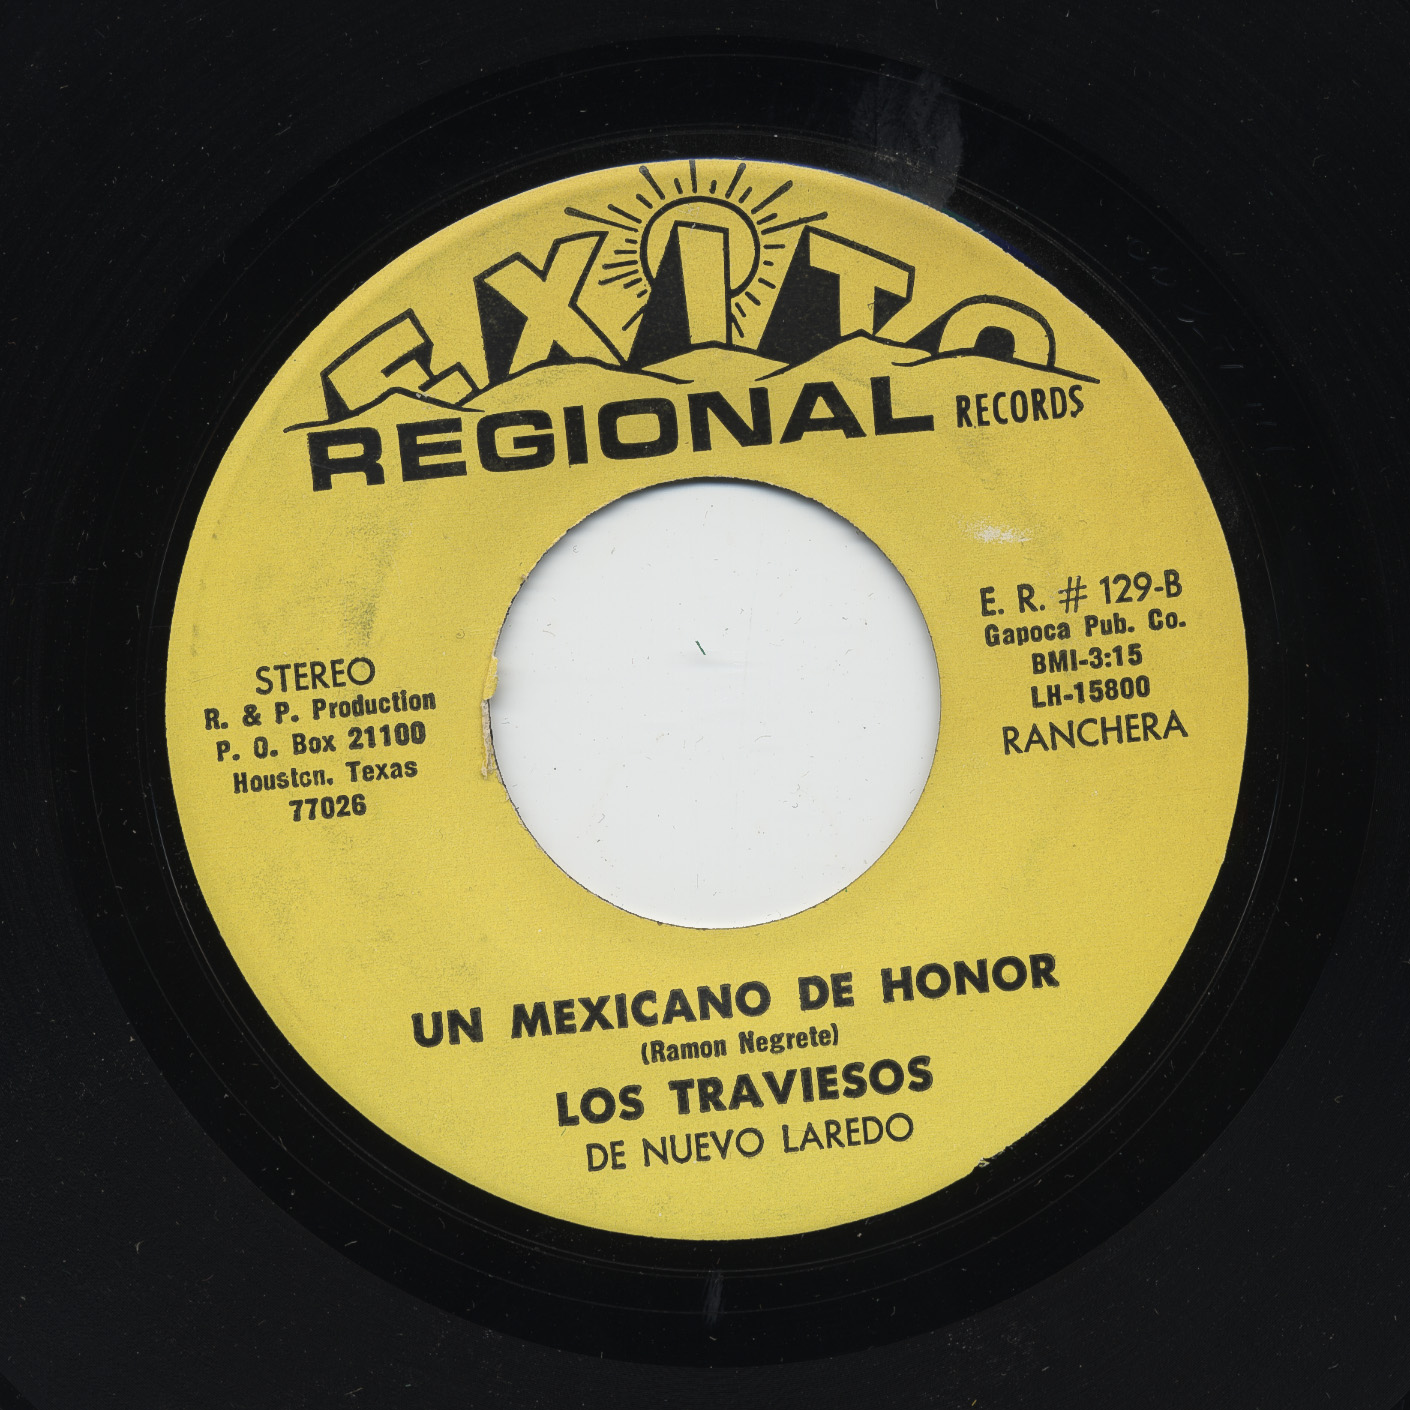 EXITO
REGIONAL RECORDS
STEREO
R. & P. Production
P. O. Box 21100
Houston, Texas
77026
E. R. # 129-B
Gapoca Pub. Co.
BMI-3:15
LH-15800
RANCHERA
UN MEXICANO DE HONOR
(Ramon Negrete)
LOS TRAVIESOS
DE NUEVO LAREDO